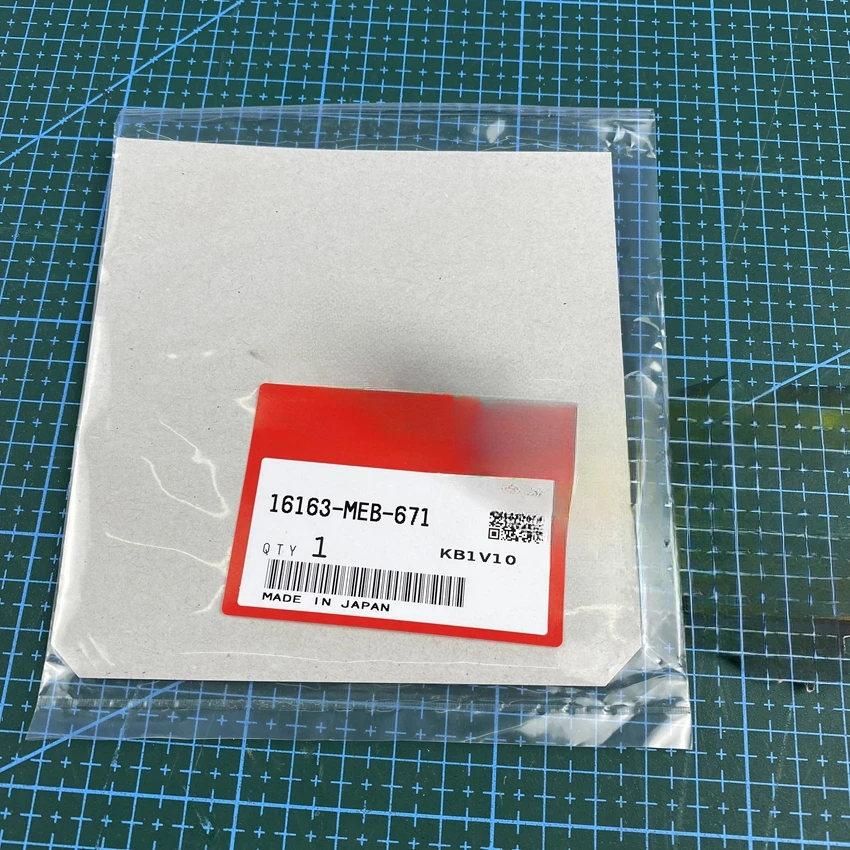 16163-MEB-671
QTY 1
KB1V10
MADE IN JAPAN